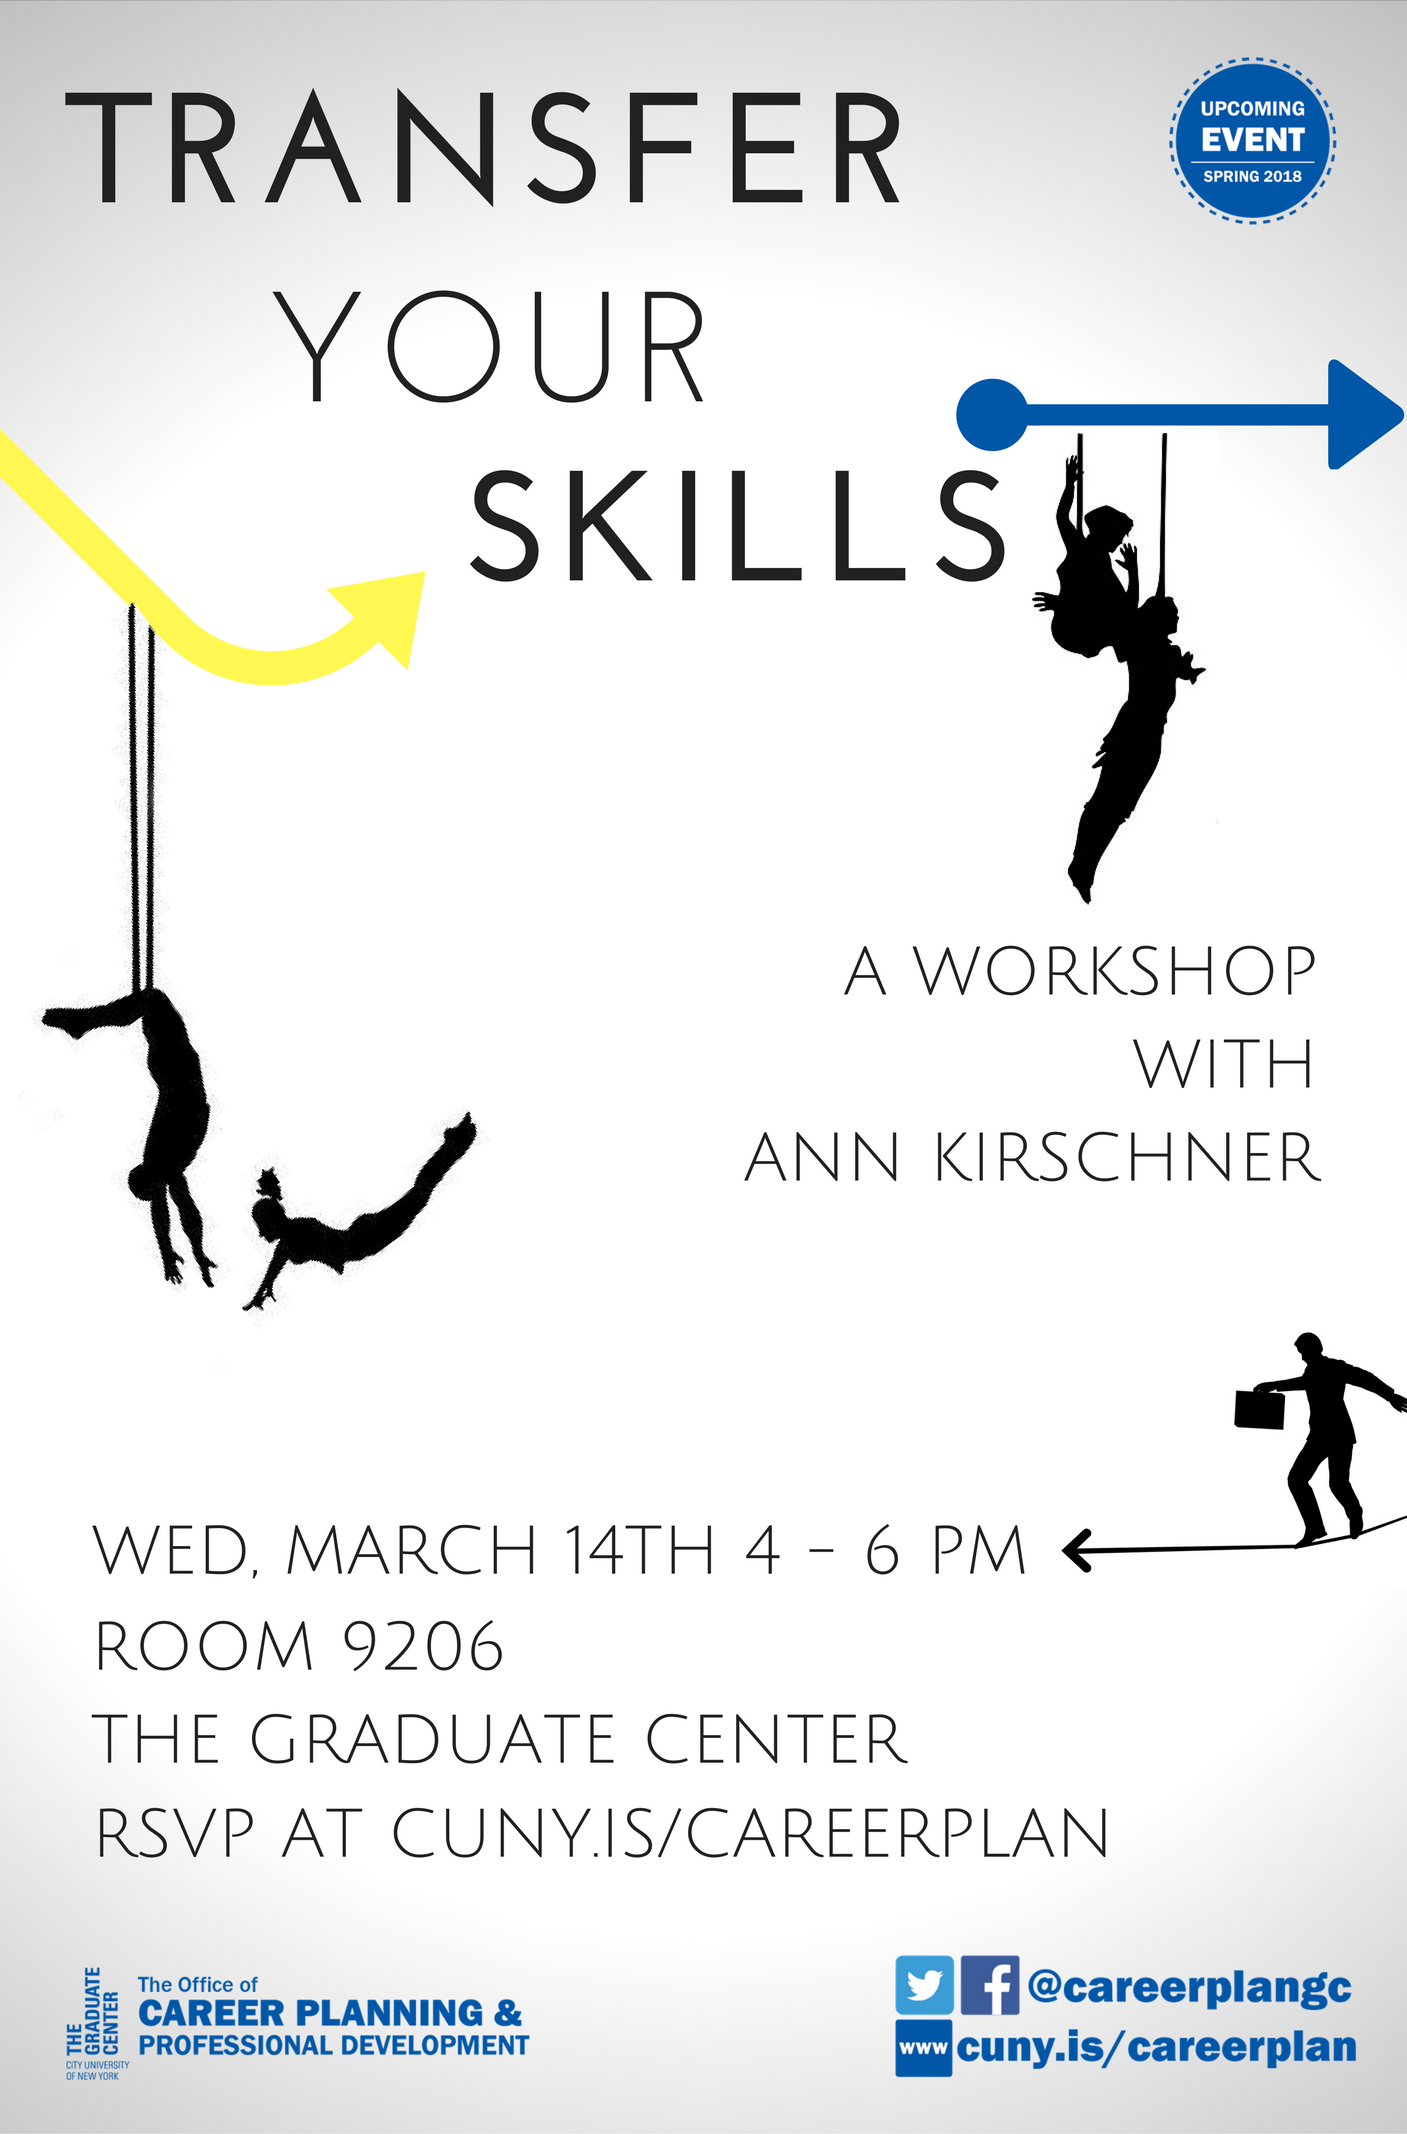 TRANSFER
YOUR
SKILLS
UPCOMING
EVENT
SPRING 2018
A WORKSHOP
WITH
ANN KIRSCHNER
WED, MARCH 14TH 4 - 6 PM
ROOM 9206
THE GRADUATE CENTER
RSVP AT CUNY.IS/CAREERPLAN
THE
GRADUATE
CENTER
CITY UNIVERSITY
OF NEW YORK
The Office of
CAREER PLANNING &
PROFESSIONAL DEVELOPMENT
@careerplangc
www cuny.is/careerplan